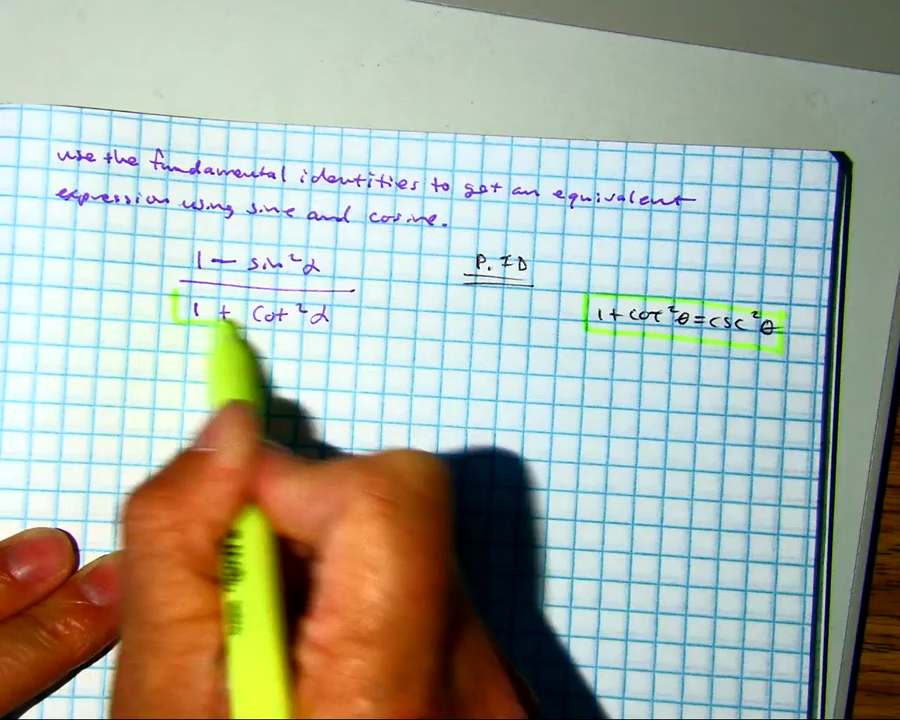 use the fundamental identities to get an equivalent
expression using sine and cosine.
1 - sin²α
1 + cot²α
P. ID
1 + cot²θ = csc²θ